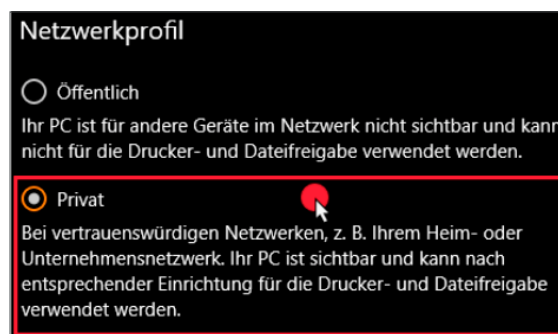 Netzwerkprofil
Öffentlich
Ihr PC ist für andere Geräte im Netzwerk nicht sichtbar und kann
nicht für die Drucker- und Dateifreigabe verwendet werden.
Privat
Bei vertrauenswürdigen Netzwerken, z. B. Ihrem Heim- oder
Unternehmensnetzwerk. Ihr PC ist sichtbar und kann nach
entsprechender Einrichtung für die Drucker- und Dateifreigabe
verwendet werden.